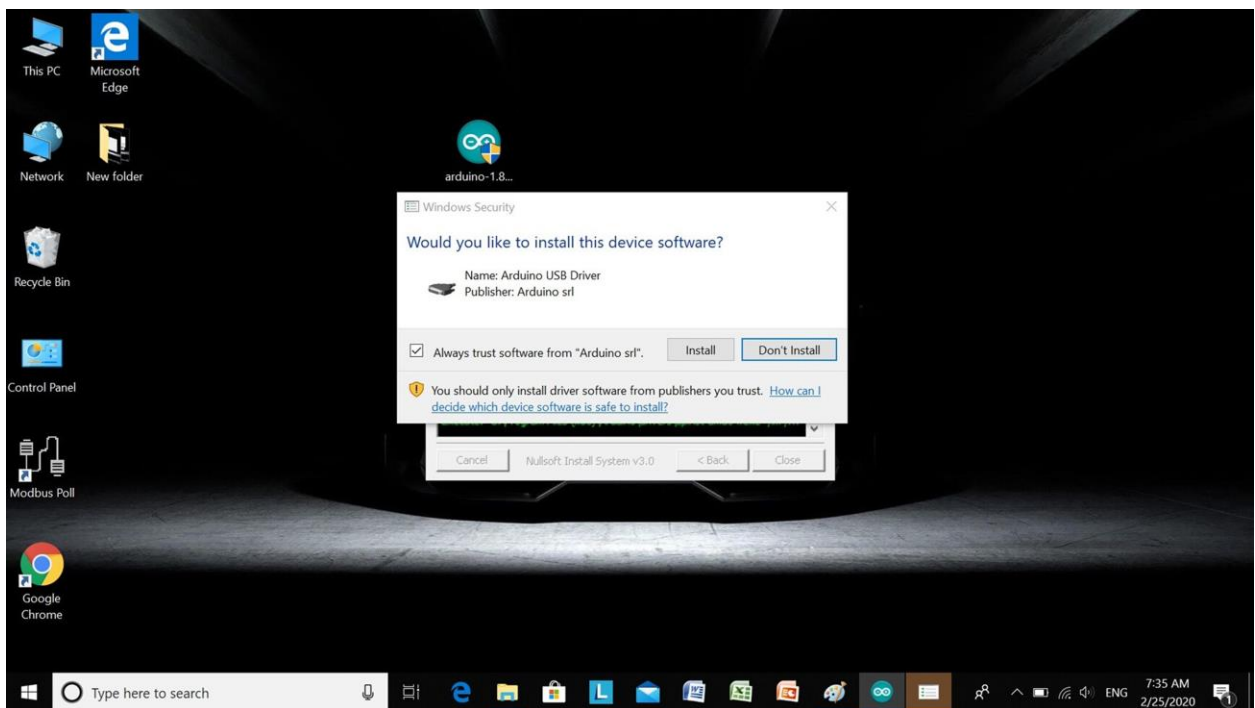 This PC
Microsoft
Edge
Network
New folder
arduino-1.8...
Recycle Bin
Windows Security
Would you like to install this device software?
Name: Arduino USB Driver
Publisher: Arduino srl
Always trust software from "Arduino srl".
Install
Don't Install
You should only install driver software from publishers you trust. How can I
decide which device software is safe to install?
Control Panel
Cancel
Nullsoft Install System v3.0
< Back
Close
Modbus Poll
Google
Chrome
Type here to search
L
ENG
7:35 AM
2/25/2020
1